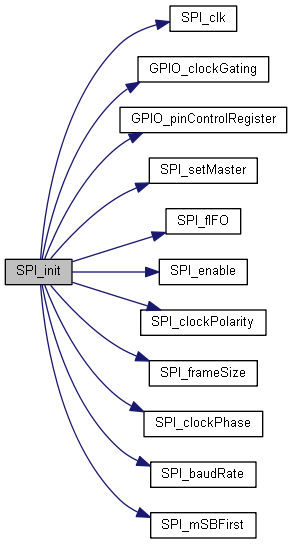 SPI_clk
GPIO_clockGating
GPIO_pinControlRegister
SPI_setMaster
SPI_fIFO
SPI_init
SPI_enable
SPI_clockPolarity
SPI_frameSize
SPI_clockPhase
SPI_baudRate
SPI_mSBFirst